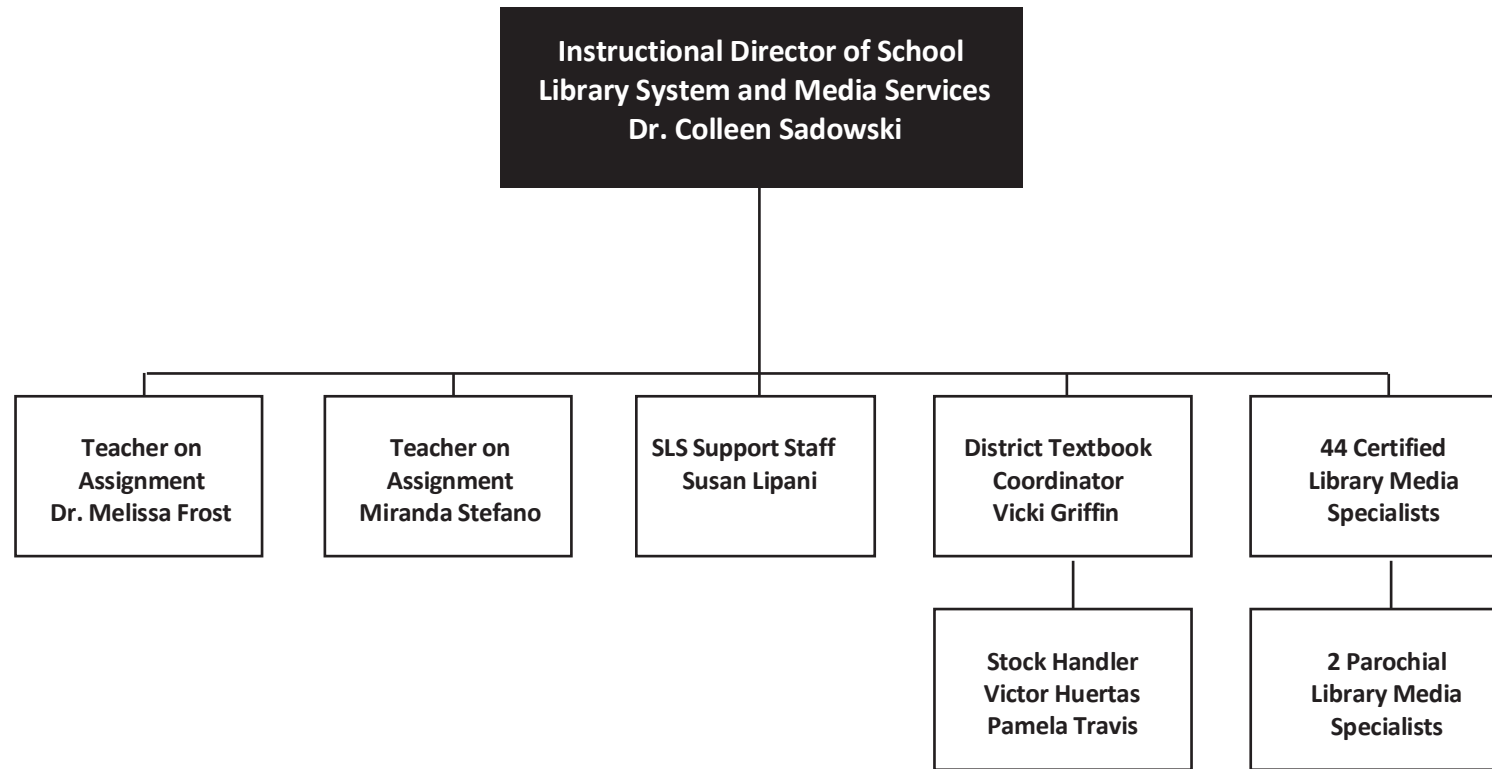 Instructional Director of School
Library System and Media Services
Dr. Colleen Sadowski
Teacher on
Assignment
Dr. Melissa Frost
Teacher on
Assignment
Miranda Stefano
SLS Support Staff
Susan Lipani
District Textbook
Coordinator
Vicki Griffin
44 Certified
Library Media
Specialists
Stock Handler
Victor Huertas
Pamela Travis
2 Parochial
Library Media
Specialists